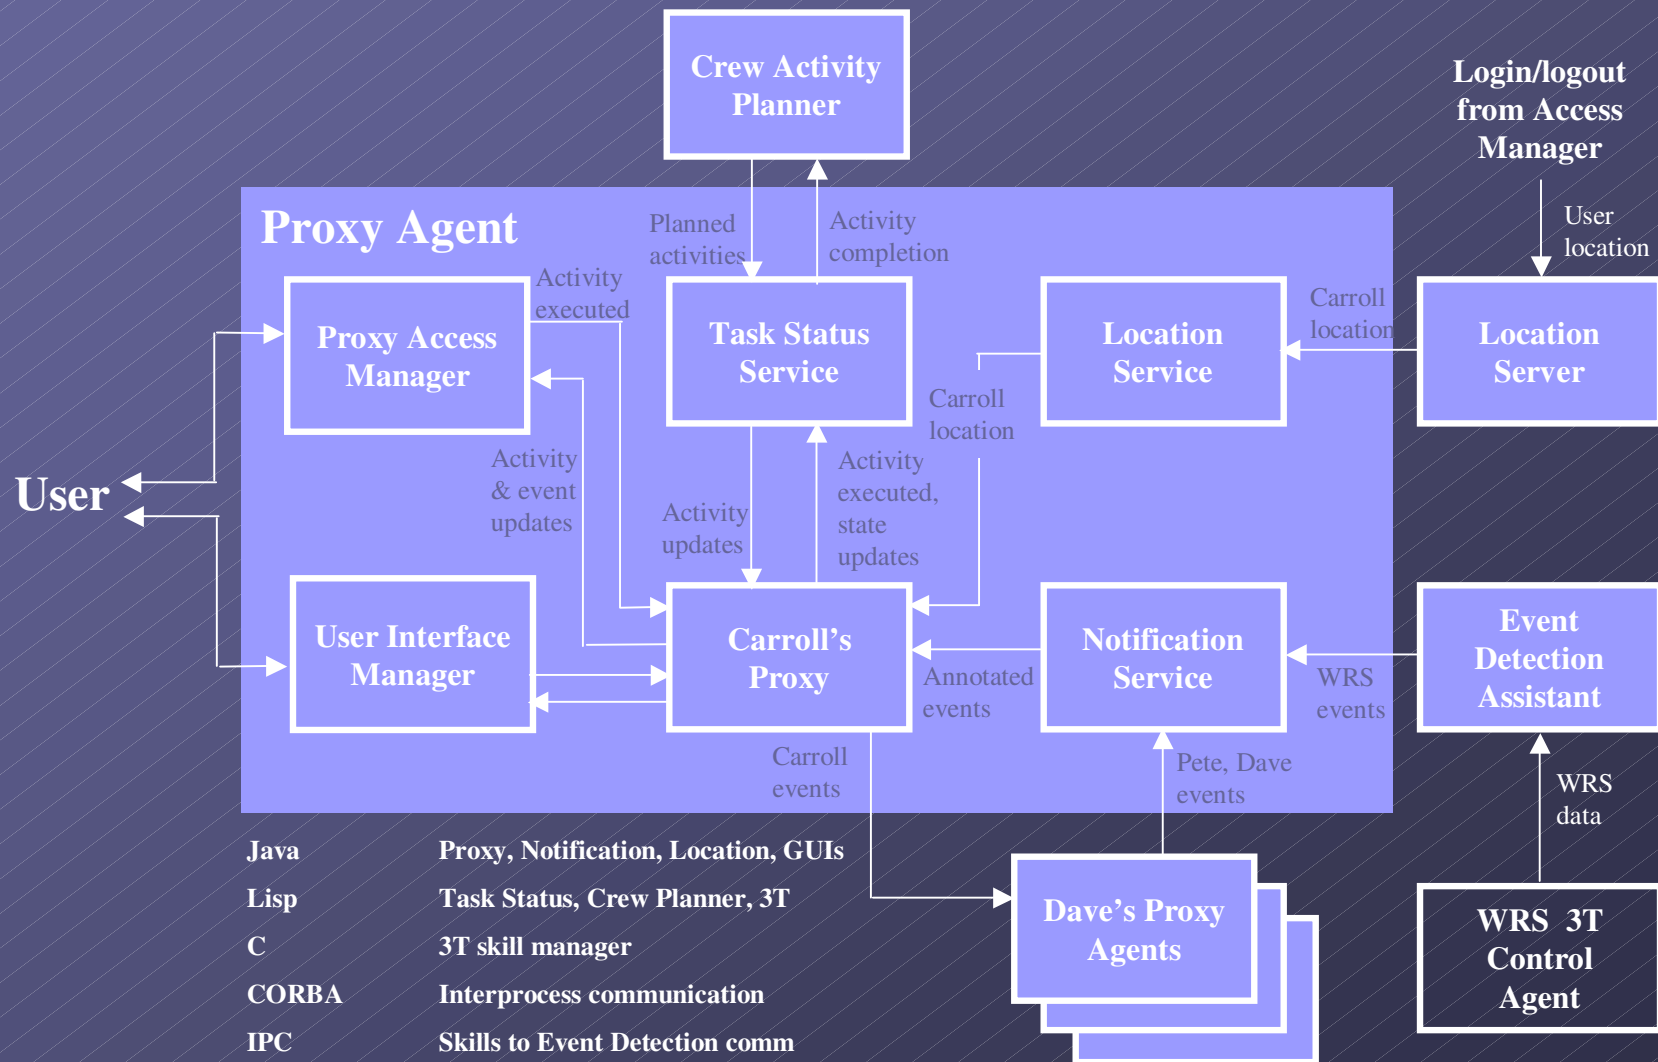 Crew Activity
Planner
Login/logout
from Access
Manager
User
location
Proxy Agent
Planned
activities
Activity
completion
Activity
executed
Carroll
location
Proxy Access
Manager
Task Status
Service
Location
Service
Location
Server
Carroll
location
User
Activity
& event
updates
Activity
updates
Activity
executed,
state
updates
User Interface
Manager
Carroll's
Proxy
Notification
Service
Event
Detection
Assistant
Annotated
events
WRS
events
Carroll
events
Pete, Dave
events
WRS
data
Java Proxy, Notification, Location, GUIs
Lisp Task Status, Crew Planner, 3T
C 3T skill manager
CORBA Interprocess communication
IPC Skills to Event Detection comm
Dave's Proxy
Agents
WRS 3T
Control
Agent